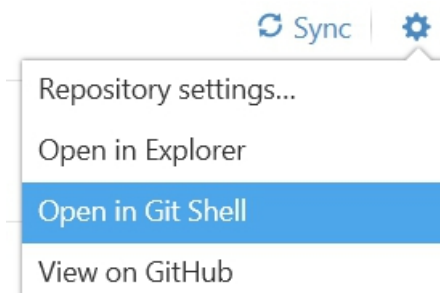 Sync
Repository settings...
Open in Explorer
Open in Git Shell
View on GitHub